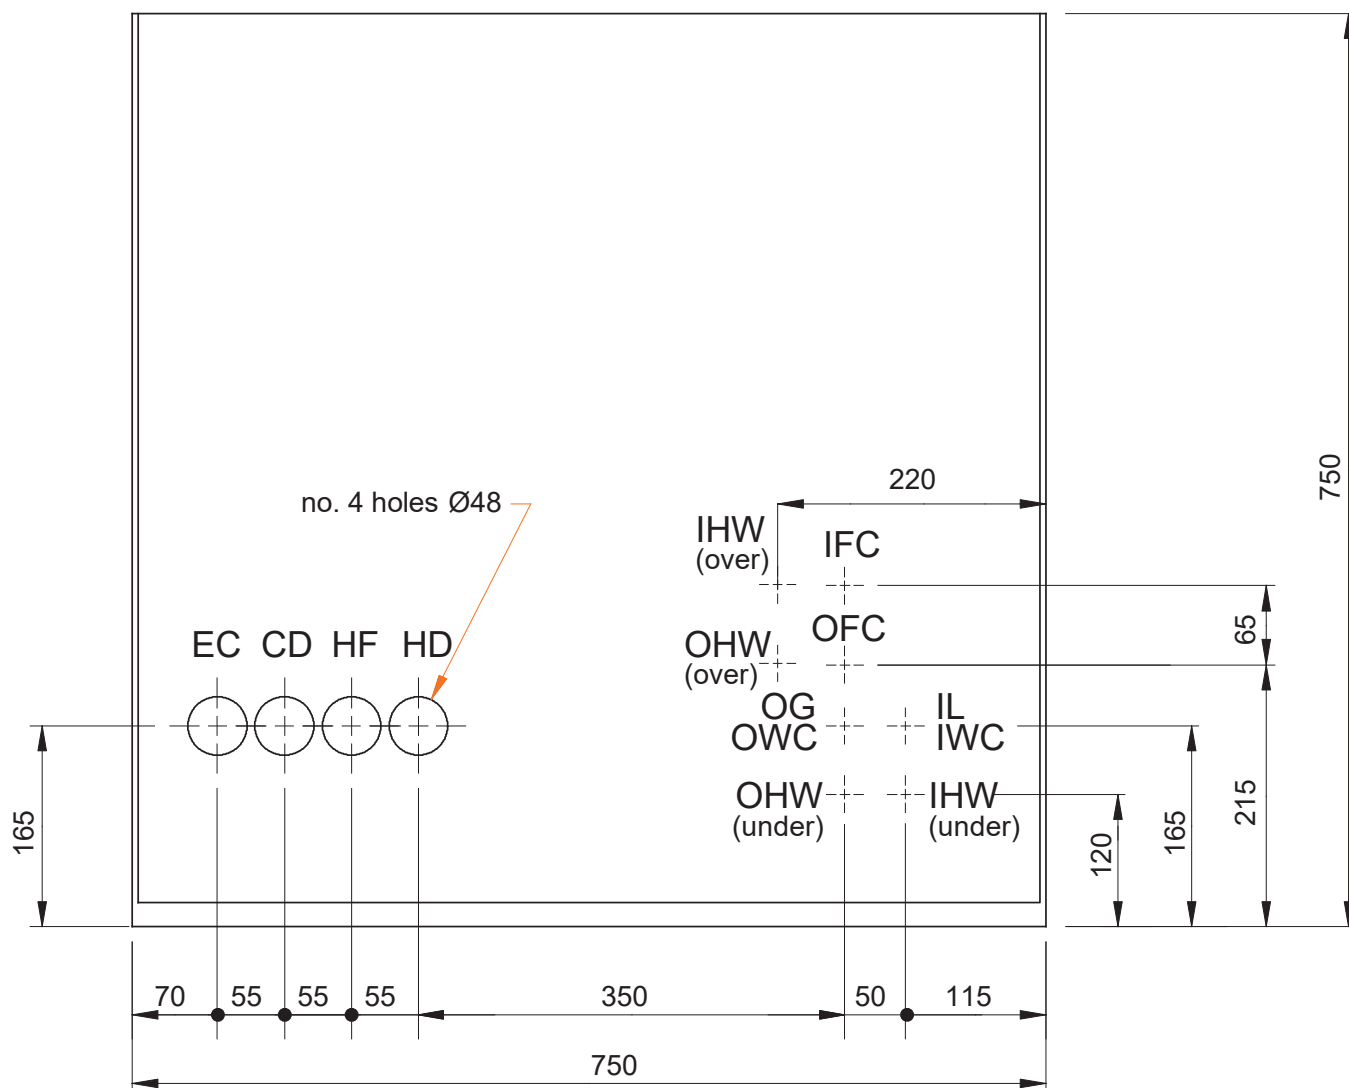 220
750
no. 4 holes Ø48
IHW
(over)
IFC
65
OFC
EC CD HF HD
OHW
(over)
OG
OWC
IL
IWC
OHW
(under)
IHW
(under)
165
120
165
215
70 55 55 55 350 50 115
750